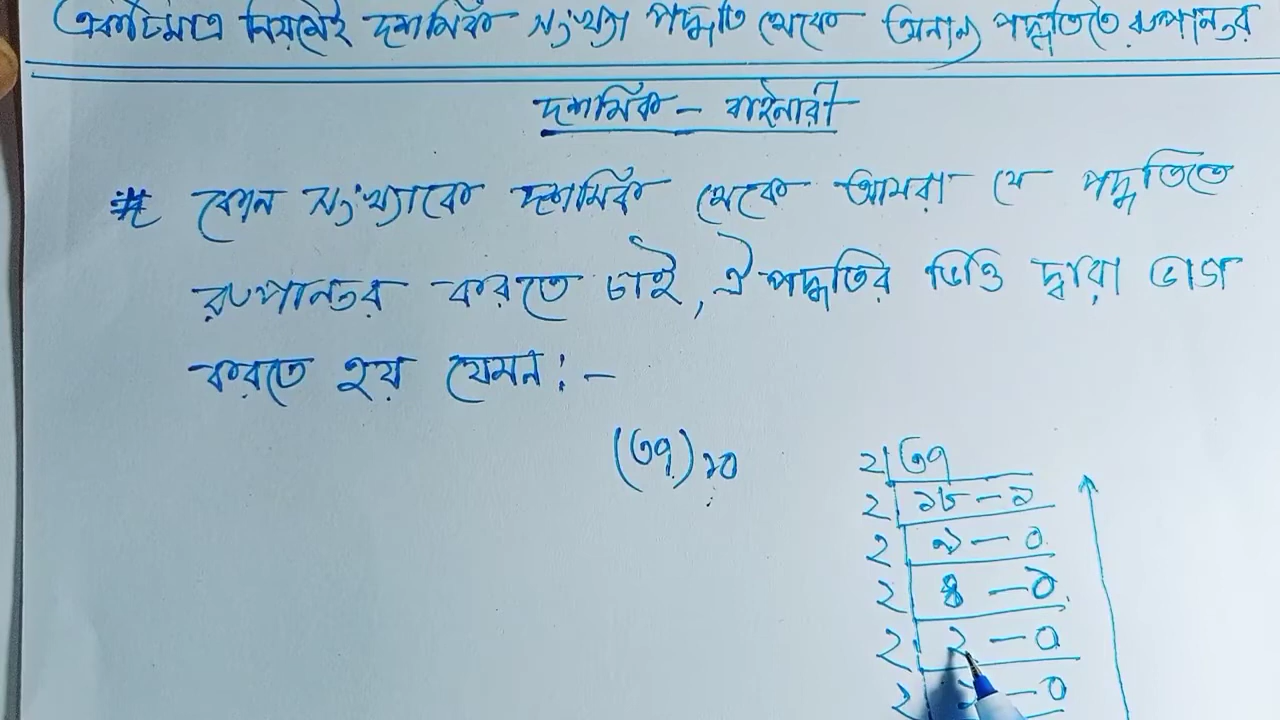 একটিমাত্র নিয়মেই দশমিক সংখ্যা পদ্ধতি থেকে অন্যান্য পদ্ধতিতে রূপান্তর
দশমিক - বাইনারী
# কোন সংখ্যাকে দশমিক থেকে আমরা যে পদ্ধতিতে
রূপান্তর করতে চাই, ঐ পদ্ধতির ভিত্তি দ্বারা ভাগ
করতে হয় যেমন :-
(৩৭)১০
২|৩৭
২|১৮ - ১
২|৯ - ০
২|৪ - ১
২|২ - ০
২|১ - ০